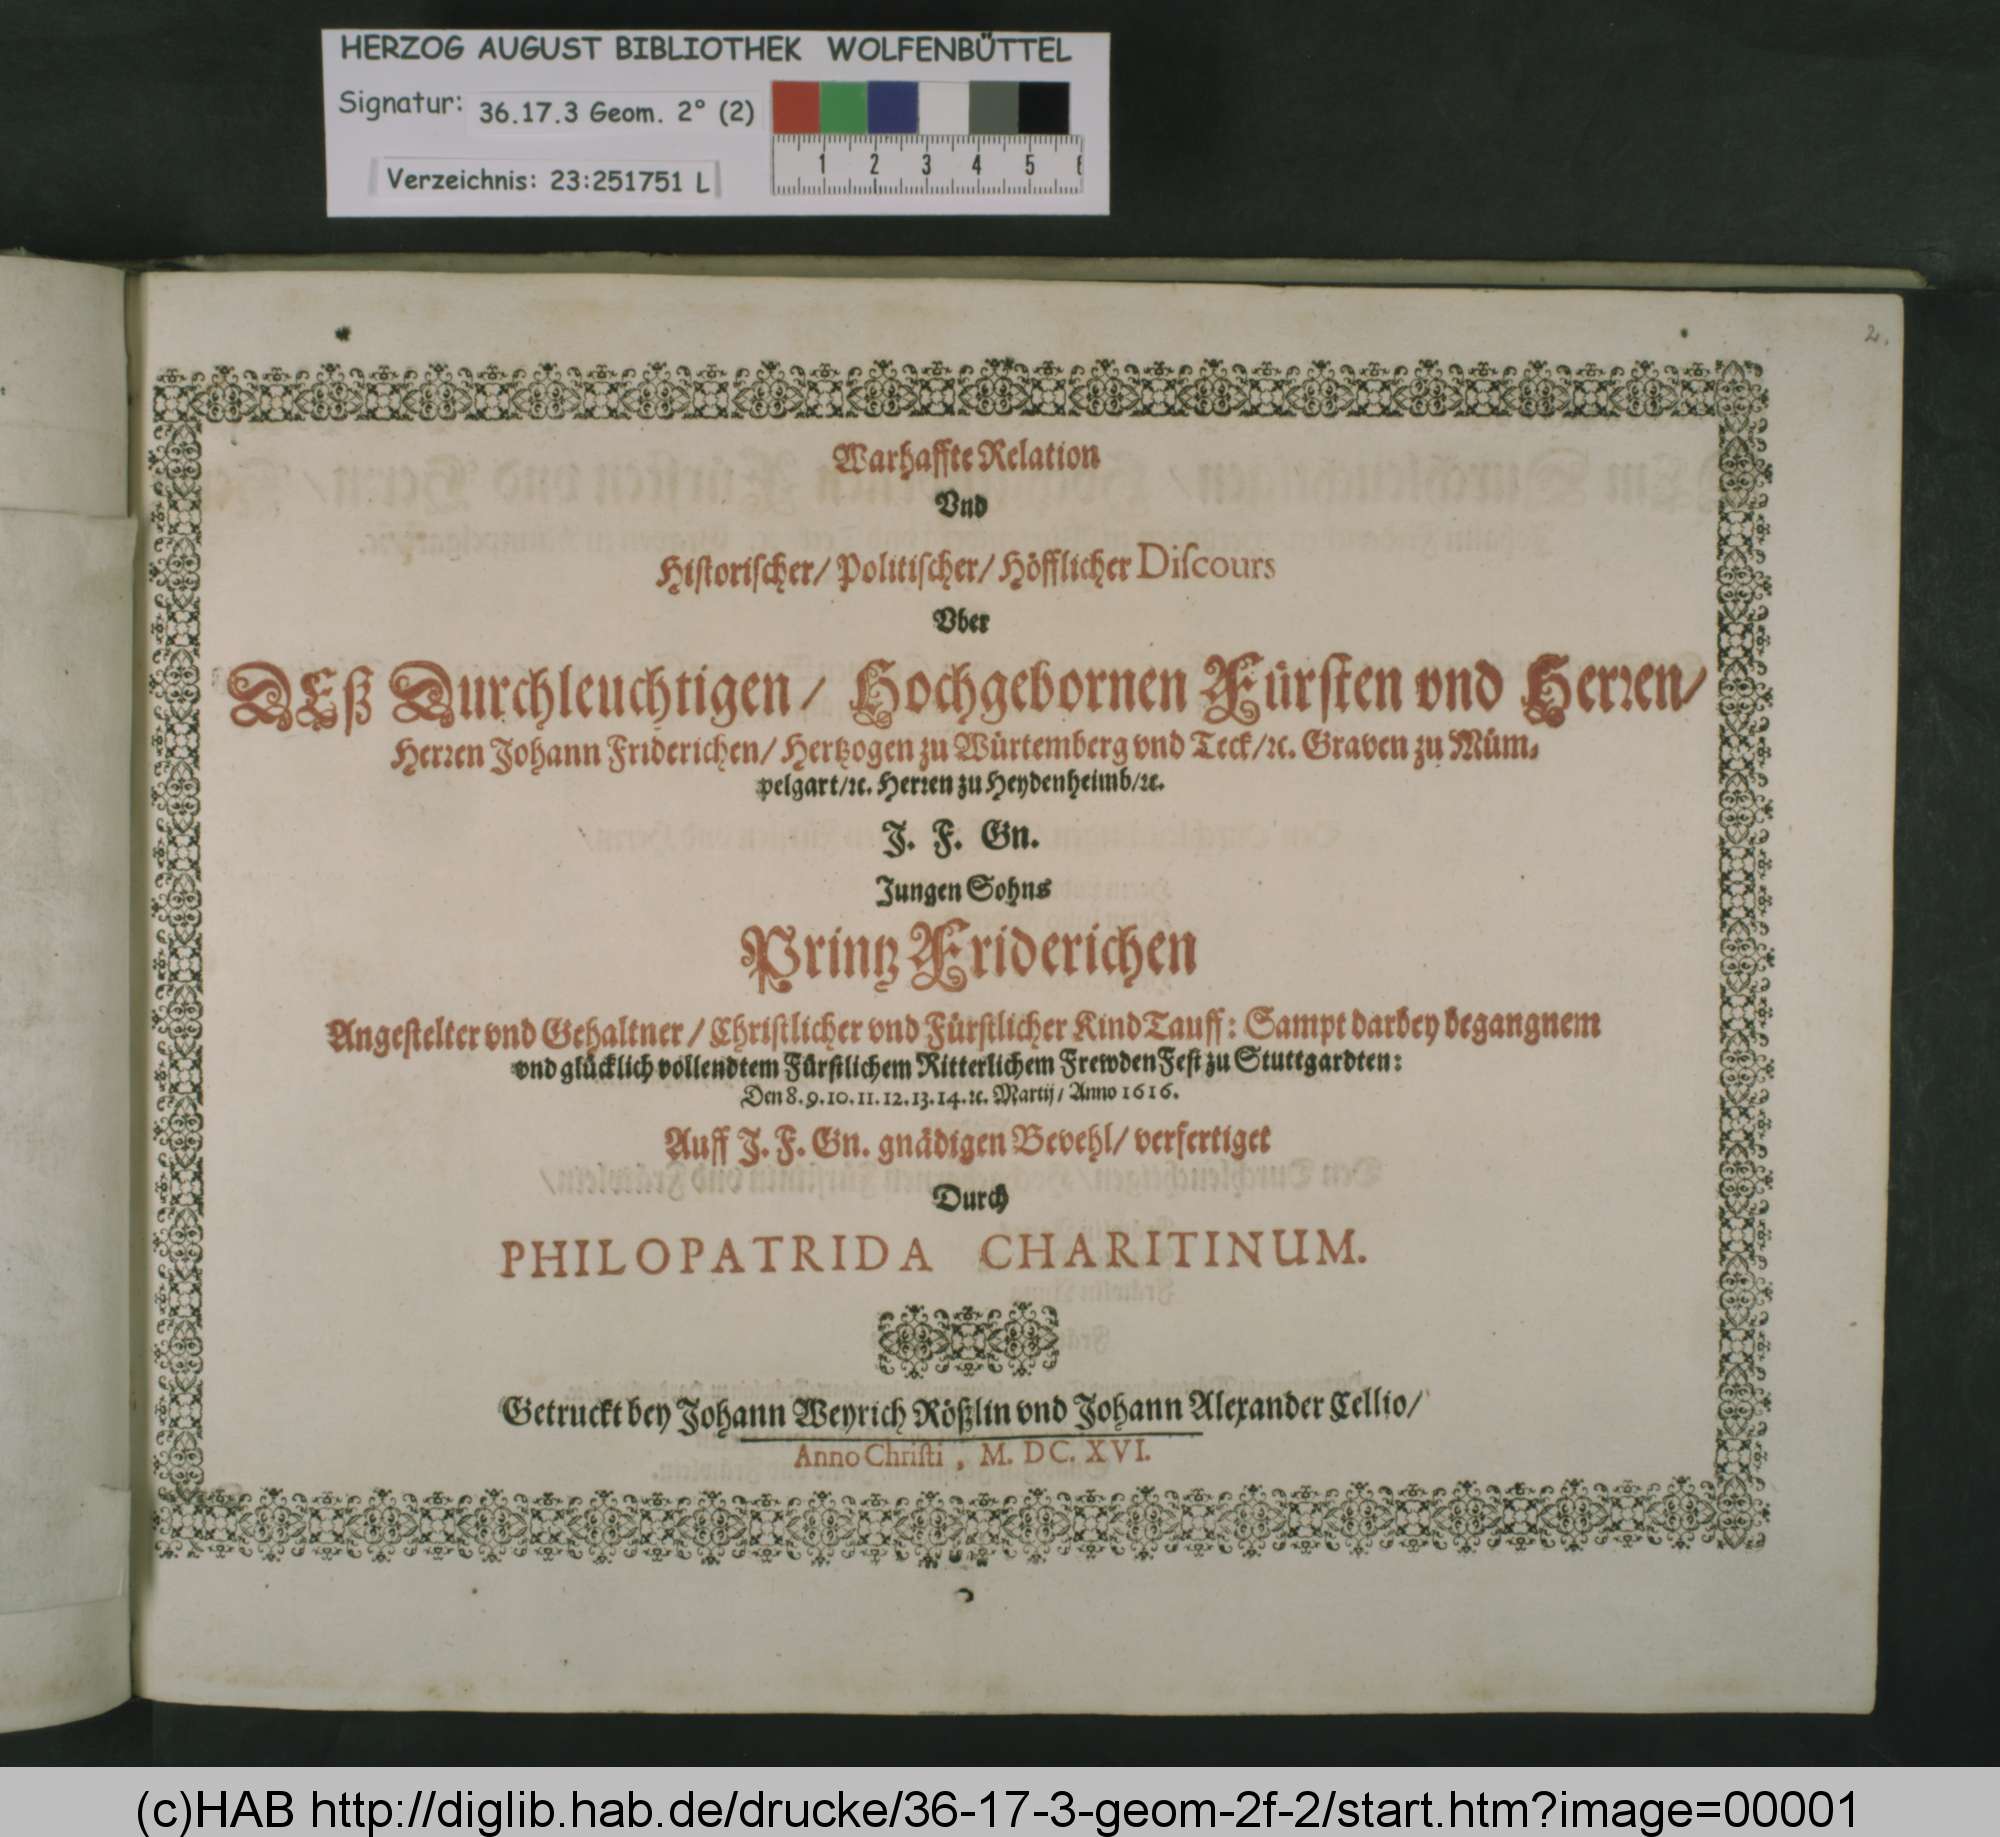 HERZOG AUGUST BIBLIOTHEK WOLFENBÜTTEL
Signatur: 36.17.3 Geom. 2° (2)
Verzeichnis: 23:251751 L
1 2 3 4 5 6
2.
Warhaffte Relation
Vnd
Historischer/ Politischer/ Höfflicher Diſcours
Vber
DEß Durchleuchtigen/ Hochgebornen Fürſten vnd Herren/
Herren Johann Friderichen/ Hertzogen zu Würtemberg vnd Teck/ꝛc. Graven zu Müm-
pelgart/ꝛc. Herren zu Heydenheimb/ꝛc.
J. F. Gn.
Jungen Sohns
Printz Friderichen
Angeſtelter vnd Gehaltner/ Chriſtlicher vnd Fürſtlicher KindTauff: Sampt darbey begangnem
vnd glücklich vollendtem Fürſtlichem Ritterlichem FrewdenFeſt zu Stuttgardten:
Den 8. 9. 10. 11. 12. 13. 14. ꝛc. Martij/ Anno 1616.
Auff J. F. Gn. gnädigen Bevehl/ verfertiget
Durch
PHILOPATRIDA CHARITINUM.
Getruckt bey Johann Weyrich Rößlin vnd Johann Alexander Cellio/
Anno Chriſti, M. DC. XVI.
(c)HAB http://diglib.hab.de/drucke/36-17-3-geom-2f-2/start.htm?image=00001